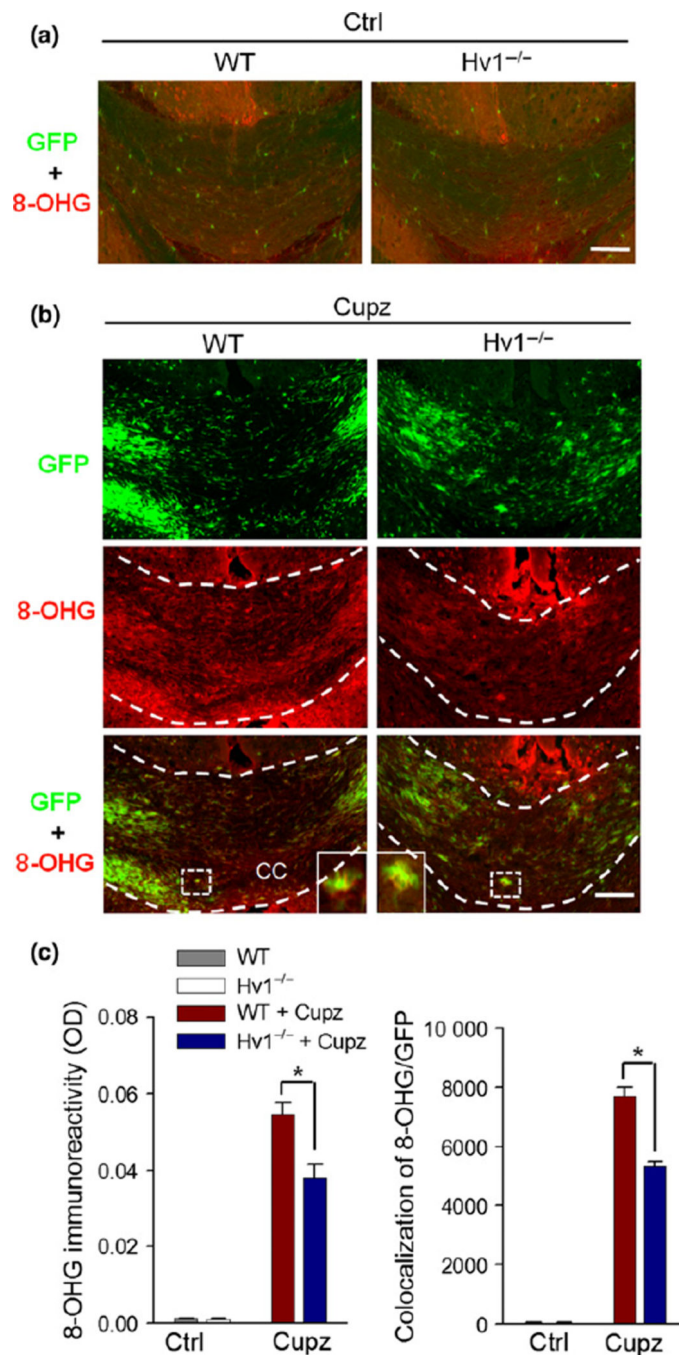 (a)
Ctrl
WT Hv1⁻/⁻
GFP
+
8-OHG
(b)
Cupz
WT Hv1⁻/⁻
GFP
8-OHG
GFP
+
8-OHG
CC
(c)
WT
Hv1⁻/⁻
WT + Cupz
Hv1⁻/⁻ + Cupz
8-OHG immunoreactivity (OD)
0.08
0.06
0.04
0.02
0.00
*
Ctrl Cupz
Colocalization of 8-OHG/GFP
10 000
8000
6000
4000
2000
0
*
Ctrl Cupz